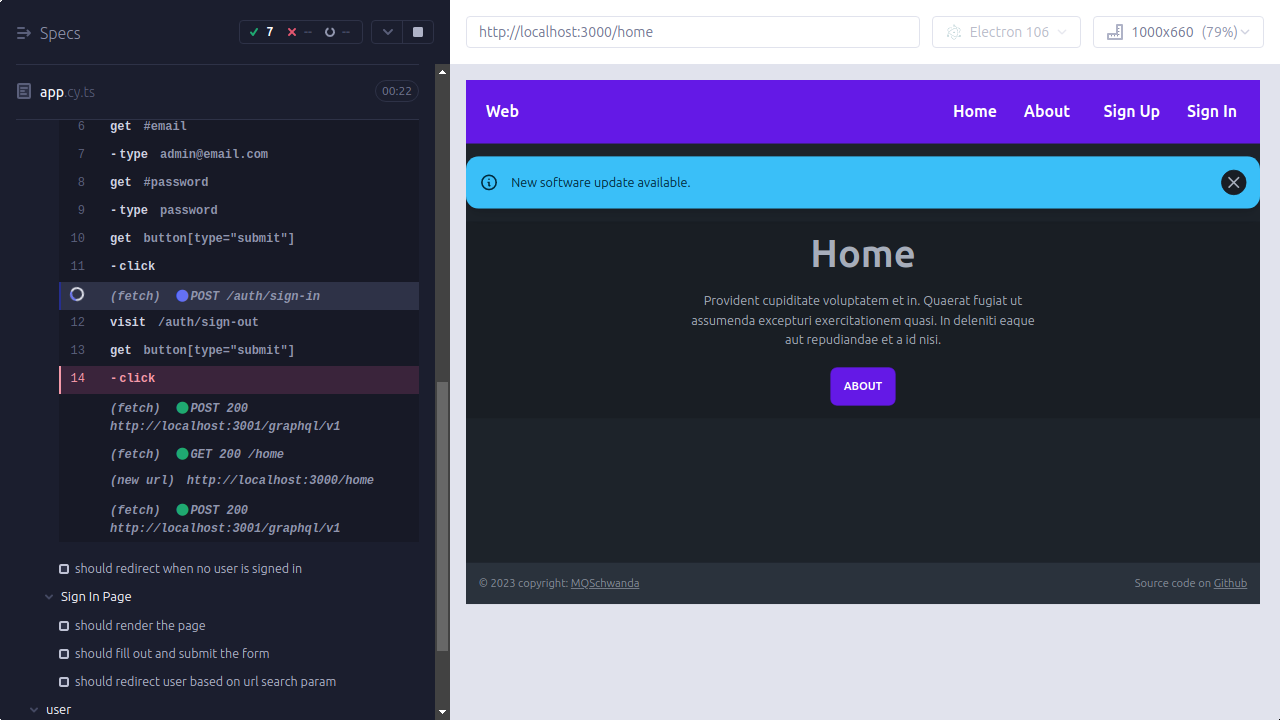 Specs
7
--
--
http://localhost:3000/home
Electron 106
1000x660 (79%)
app.cy.ts
00:22
6 get #email
7 -type admin@email.com
8 get #password
9 -type password
10 get button[type="submit"]
11 -click
(fetch) POST /auth/sign-in
12 visit /auth/sign-out
13 get button[type="submit"]
14 -click
(fetch) POST 200
http://localhost:3001/graphql/v1
(fetch) GET 200 /home
(new url) http://localhost:3000/home
(fetch) POST 200
http://localhost:3001/graphql/v1
should redirect when no user is signed in
Sign In Page
should render the page
should fill out and submit the form
should redirect user based on url search param
user
Web
Home
About
Sign Up
Sign In
New software update available.
Home
Provident cupiditate voluptatem et in. Quaerat fugiat ut
assumenda excepturi exercitationem quasi. In deleniti eaque
aut repudiandae et a id nisi.
ABOUT
© 2023 copyright: MQSchwanda
Source code on Github